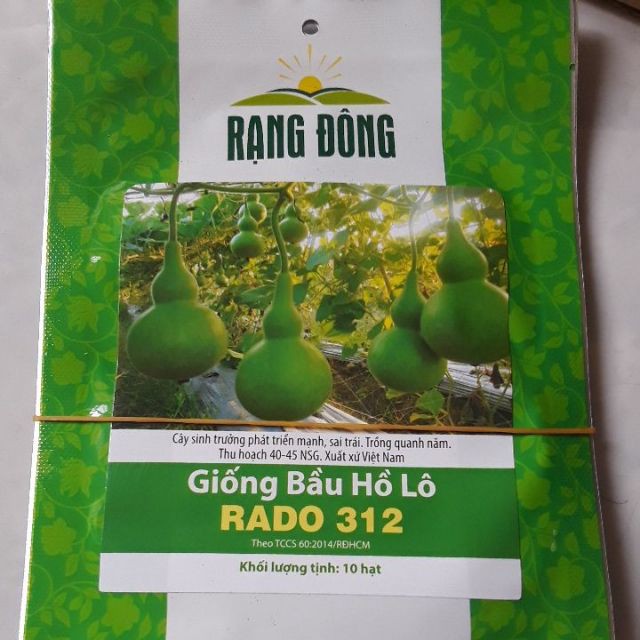 RẠNG ĐÔNG
Cây sinh trưởng phát triển mạnh, sai trái. Trồng quanh năm.
Thu hoạch 40-45 NSG. Xuất xứ Việt Nam
Giống Bầu Hồ Lô
RADO 312
Theo TCCS 60:2014/RĐHCM
Khối lượng tịnh: 10 hạt